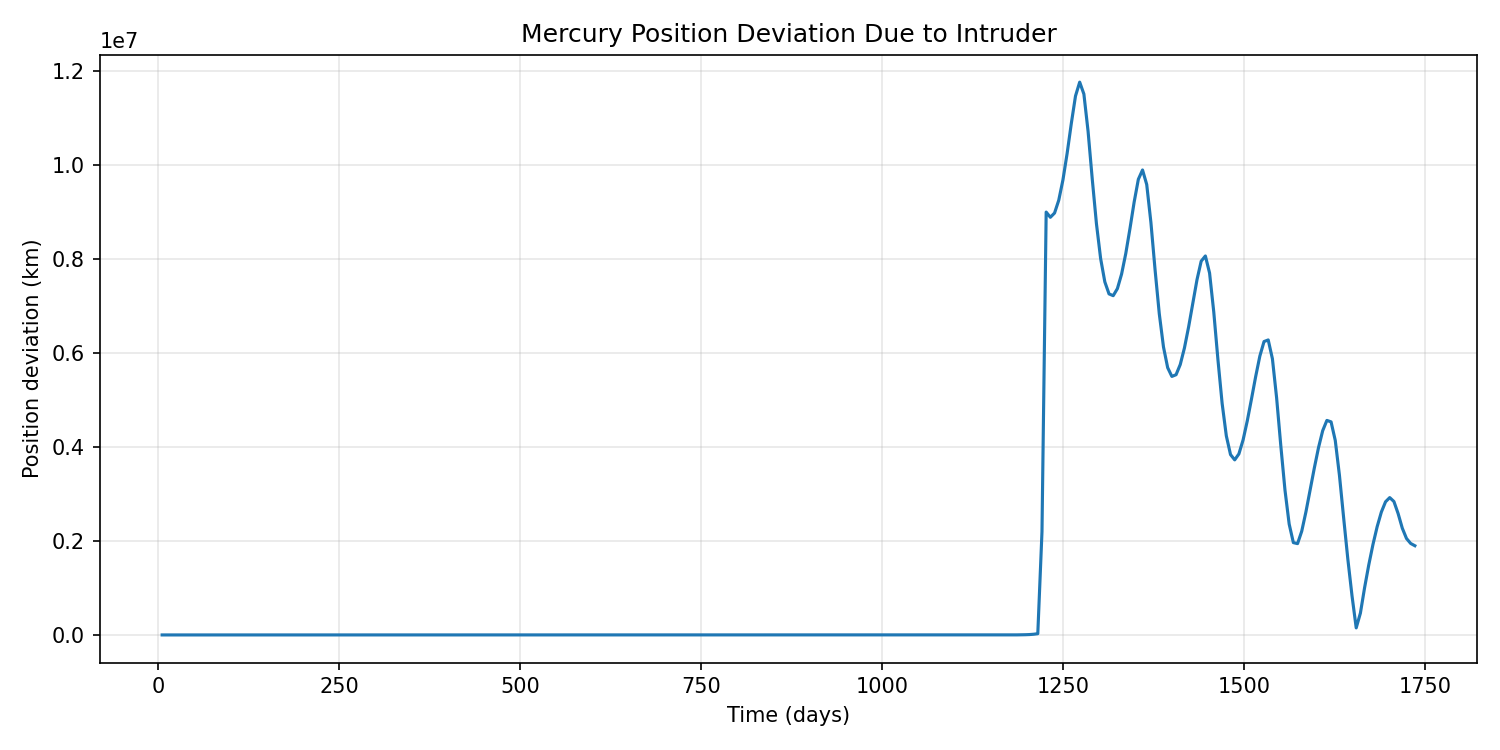 Mercury Position Deviation Due to Intruder
1e7
1.2
1.0
0.8
0.6
0.4
0.2
0.0
Position deviation (km)
0 250 500 750 1000 1250 1500 1750
Time (days)